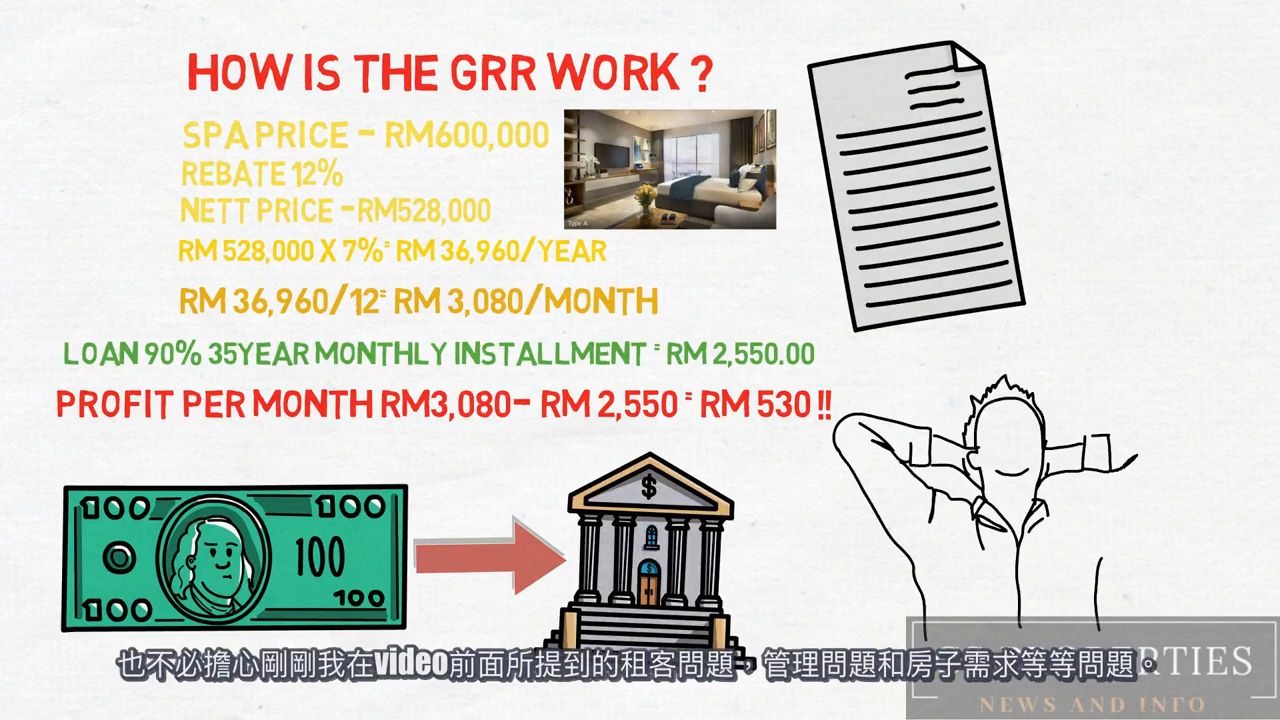 HOW IS THE GRR WORK ?
SPA PRICE - RM600,000
REBATE 12%
NETT PRICE -RM528,000
RM 528,000 X 7%= RM 36,960/YEAR
RM 36,960/12= RM 3,080/MONTH
LOAN 90% 35YEAR MONTHLY INSTALLMENT = RM 2,550.00
PROFIT PER MONTH RM3,080- RM 2,550 = RM 530 !!
Type A
$
$
100 100
100
100 100
也不必擔心剛剛我在video前面所提到的租客問題，管理問題和房子需求等等問題。
RTIES
NEWS AND INFO